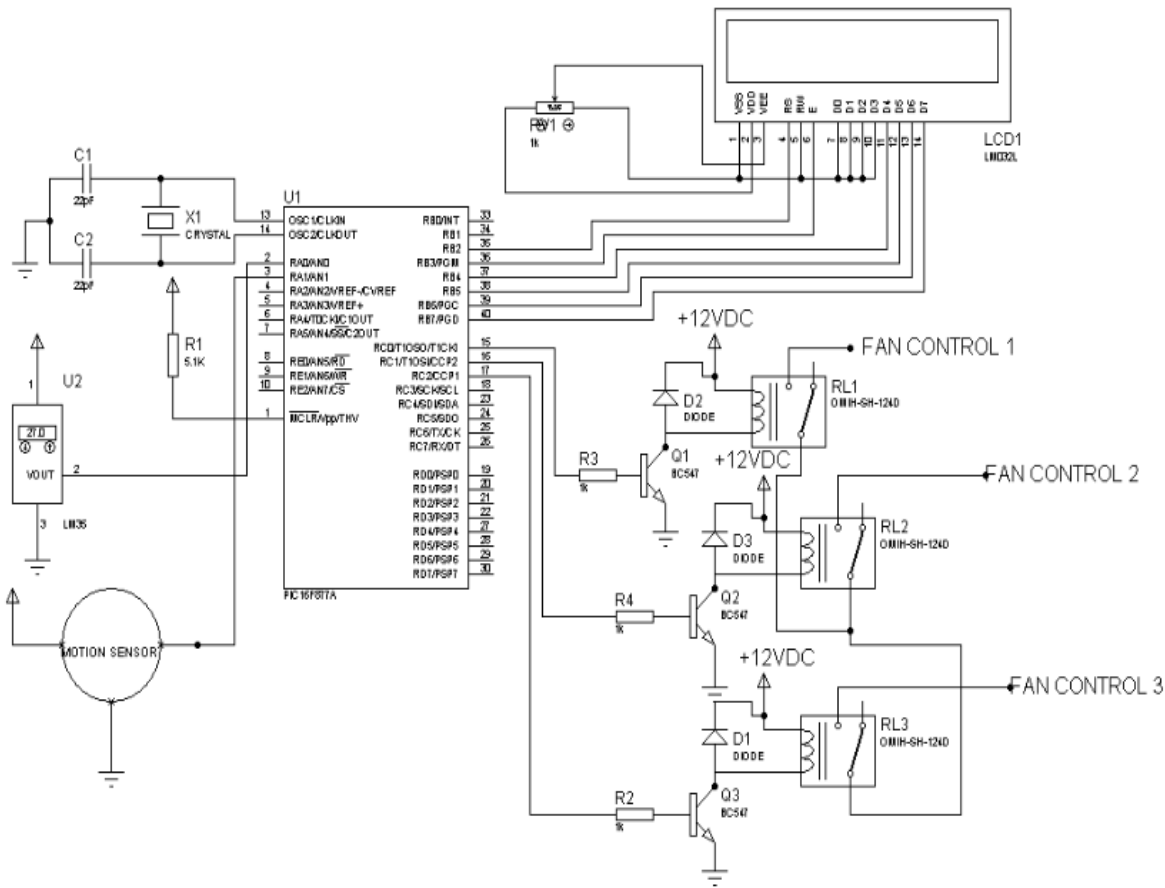 LCD1
LM032L
VSS
VDD
VEE
RS
RW
E
D0
D1
D2
D3
D4
D5
D6
D7
1
2
3
4
5
6
7
8
9
10
11
12
13
14
RV1
1k
C1
22pF
X1
CRYSTAL
C2
22pF
R1
5.1K
U2
1
27.0
VOUT
2
3
LM35
MOTION SENSOR
U1
13 OSC1/CLKIN
14 OSC2/CLKOUT
2 RA0/AN0
3 RA1/AN1
4 RA2/AN2/VREF-/CVREF
5 RA3/AN3/VREF+
6 RA4/T0CKI/C1OUT
7 RA5/AN4/SS/C2OUT
8 RE0/AN5/RD
9 RE1/AN6/WR
10 RE2/AN7/CS
1 MCLR/Vpp/THV
RB0/INT 33
RB1 34
RB2 35
RB3/PGM 36
RB4 37
RB5 38
RB6/PGC 39
RB7/PGD 40
RC0/T1OSO/T1CKI 15
RC1/T1OSI/CCP2 16
RC2/CCP1 17
RC3/SCK/SCL 18
RC4/SDI/SDA 23
RC5/SDO 24
RC6/TX/CK 25
RC7/RX/DT 26
RD0/PSP0 19
RD1/PSP1 20
RD2/PSP2 21
RD3/PSP3 22
RD4/PSP4 27
RD5/PSP5 28
RD6/PSP6 29
RD7/PSP7 30
PIC16F877A
+12VDC
FAN CONTROL 1
RL1
OMIH-SH-124D
D2
DIODE
R3
1k
Q1
BC547
+12VDC
FAN CONTROL 2
RL2
OMIH-SH-124D
D3
DIODE
R4
1k
Q2
BC547
+12VDC
FAN CONTROL 3
RL3
OMIH-SH-124D
D1
DIODE
R2
1k
Q3
BC547